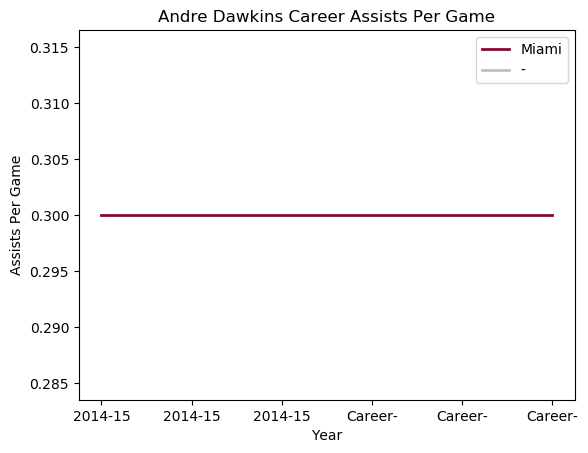 Andre Dawkins Career Assists Per Game
Miami
-
0.315
0.310
0.305
0.300
0.295
0.290
0.285
Assists Per Game
2014-15 2014-15 2014-15 Career- Career- Career-
Year